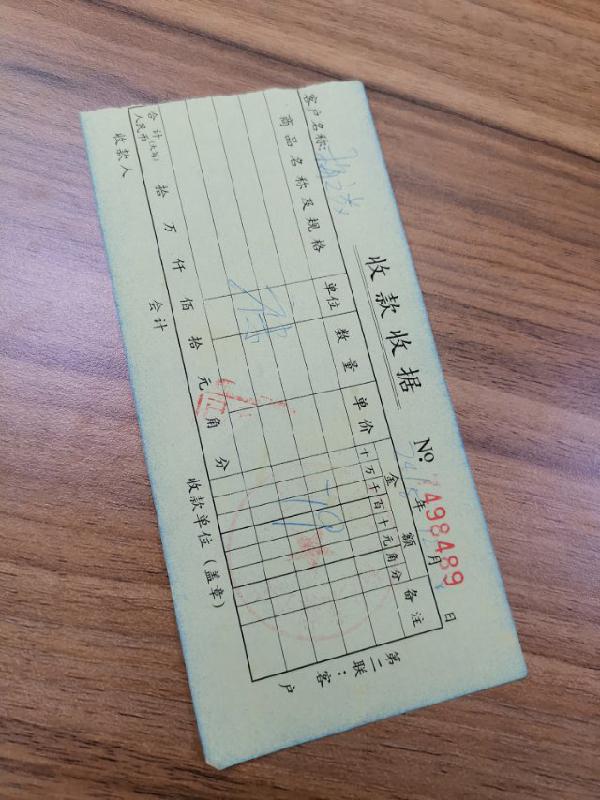 收款收据
№ 7498489
年 月 日
客户名称:
商品名称及规格 单位 数量 单价 金额 备注
十万千百十元角分
79
合计(大写)
人民币 拾 万 仟 佰 拾 元 角 分
收款人 会计 收款单位(盖章)
第二联:客户